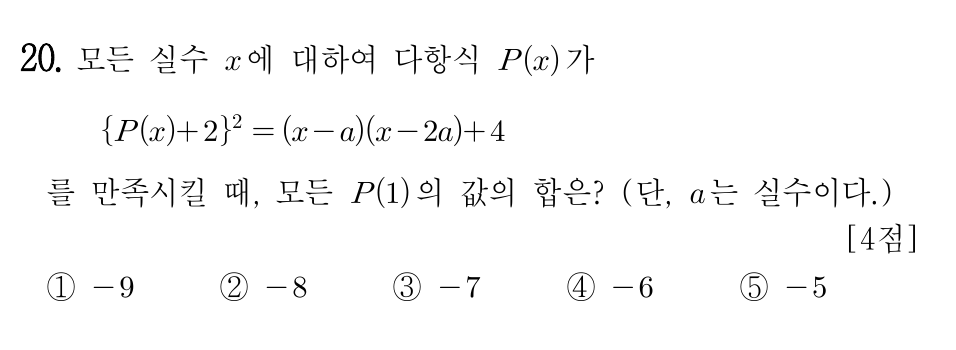 20. 모든 실수 x에 대하여 다항식 P(x)가
{P(x)+2}² = (x−a)(x−2a)+4
를 만족시킬 때, 모든 P(1)의 값의 합은? (단, a는 실수이다.)
[4점]
① −9 ② −8 ③ −7 ④ −6 ⑤ −5